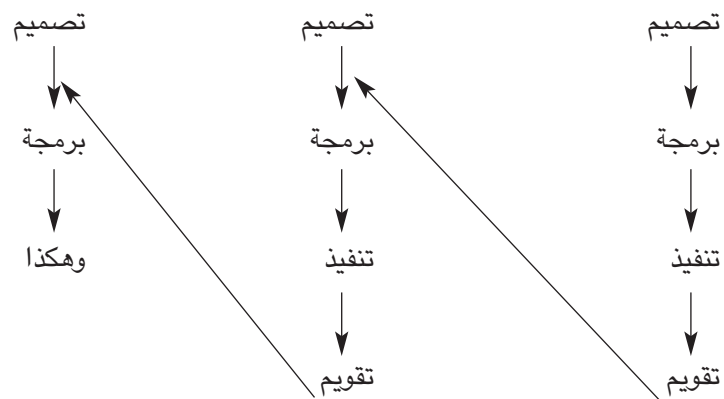 تصميم تصميم تصميم
برمجة برمجة برمجة
تنفيذ تنفيذ وهكذا
تقويم تقويم